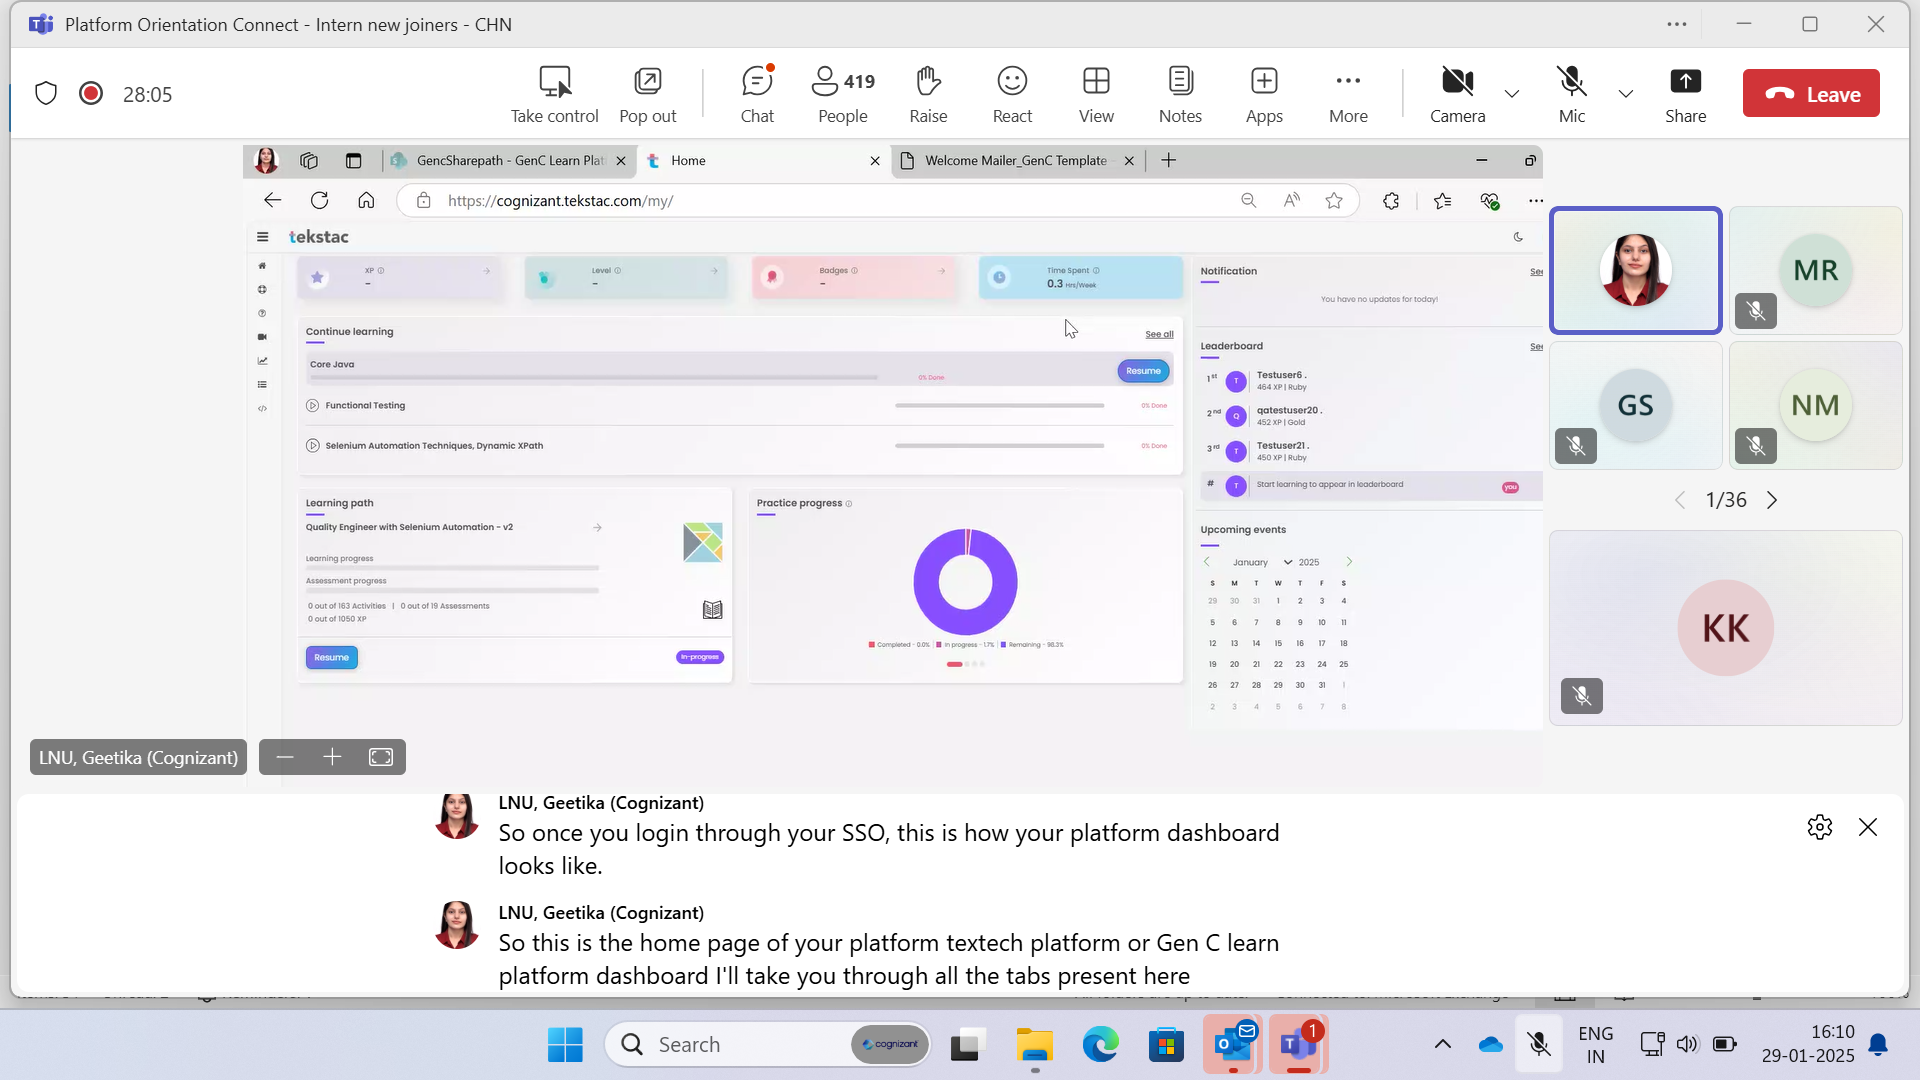 Platform Orientation Connect - Intern new joiners - CHN
28:05
Take control
Pop out
Chat
419
People
Raise
React
View
Notes
Apps
More
Camera
Mic
Share
Leave
GencSharepath - GenC Learn Plat
Home
Welcome Mailer_GenC Template
https://cognizant.tekstac.com/my/
tekstac
XP
-
Level
-
Badges
-
Time Spent
0.3 Hrs/Week
Continue learning
See all
Core Java
0% Done
Resume
Functional Testing
0% Done
Selenium Automation Techniques, Dynamic XPath
0% Done
Learning path
Quality Engineer with Selenium Automation - v2
Learning progress
Assessment progress
0 out of 163 Activities | 0 out of 19 Assessments
0 out of 1050 XP
Resume
In-progress
Practice progress
Completed - 0.0% In progress - 1.7% Remaining - 98.3%
Notification
See
You have no updates for today!
Leaderboard
See
1st T Testuser6 .
464 XP | Ruby
2nd Q qatestuser20 .
452 XP | Gold
3rd T Testuser21 .
450 XP | Ruby
# T Start learning to appear in leaderboard you
Upcoming events
January 2025
S M T W T F S
29 30 31 1 2 3 4
5 6 7 8 9 10 11
12 13 14 15 16 17 18
19 20 21 22 23 24 25
26 27 28 29 30 31 1
2 3 4 5 6 7 8
MR
GS
NM
1/36
KK
LNU, Geetika (Cognizant)
LNU, Geetika (Cognizant)
So once you login through your SSO, this is how your platform dashboard
looks like.
LNU, Geetika (Cognizant)
So this is the home page of your platform textech platform or Gen C learn
platform dashboard I'll take you through all the tabs present here
Search
cognizant
1
ENG
IN
16:10
29-01-2025